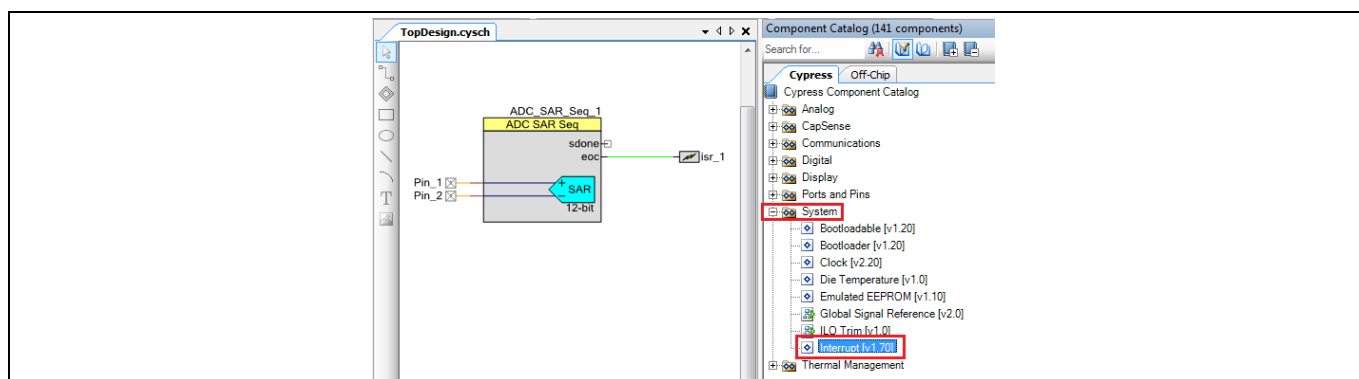 TopDesign.cysch
ADC_SAR_Seq_1
ADC SAR Seq
sdone
eoc
isr_1
Pin_1
Pin_2
+
SAR
−
12-bit
T
Component Catalog (141 components)
Search for...
Cypress
Off-Chip
Cypress Component Catalog
Analog
CapSense
Communications
Digital
Display
Ports and Pins
System
Bootloadable [v1.20]
Bootloader [v1.20]
Clock [v2.20]
Die Temperature [v1.0]
Emulated EEPROM [v1.10]
Global Signal Reference [v2.0]
ILO Trim [v1.0]
Interrupt [v1.70]
Thermal Management